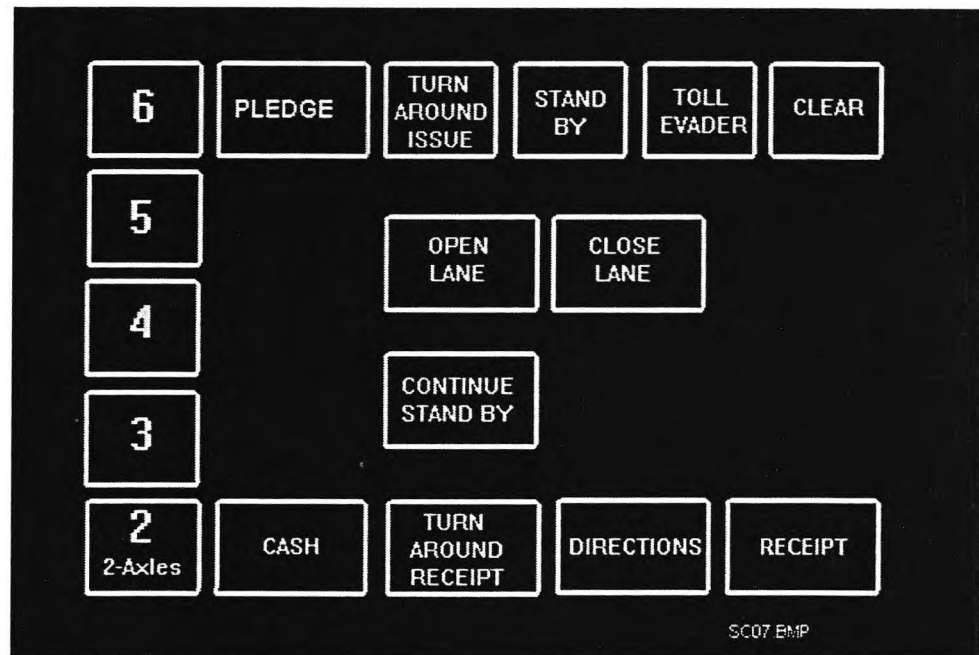 6
PLEDGE
TURN
AROUND
ISSUE
STAND
BY
TOLL
EVADER
CLEAR
5
OPEN
LANE
CLOSE
LANE
4
CONTINUE
STAND BY
3
2
2-Axles
CASH
TURN
AROUND
RECEIPT
DIRECTIONS
RECEIPT
SC07.BMP